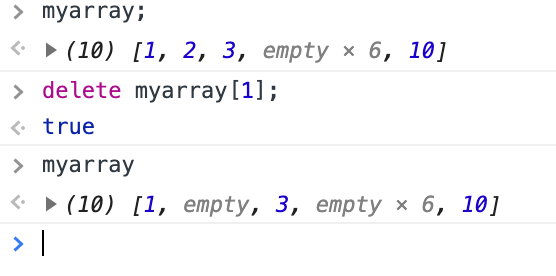 > myarray;
<· ▶ (10) [1, 2, 3, empty × 6, 10]
> delete myarray[1];
<· true
> myarray
<· ▶ (10) [1, empty, 3, empty × 6, 10]
>